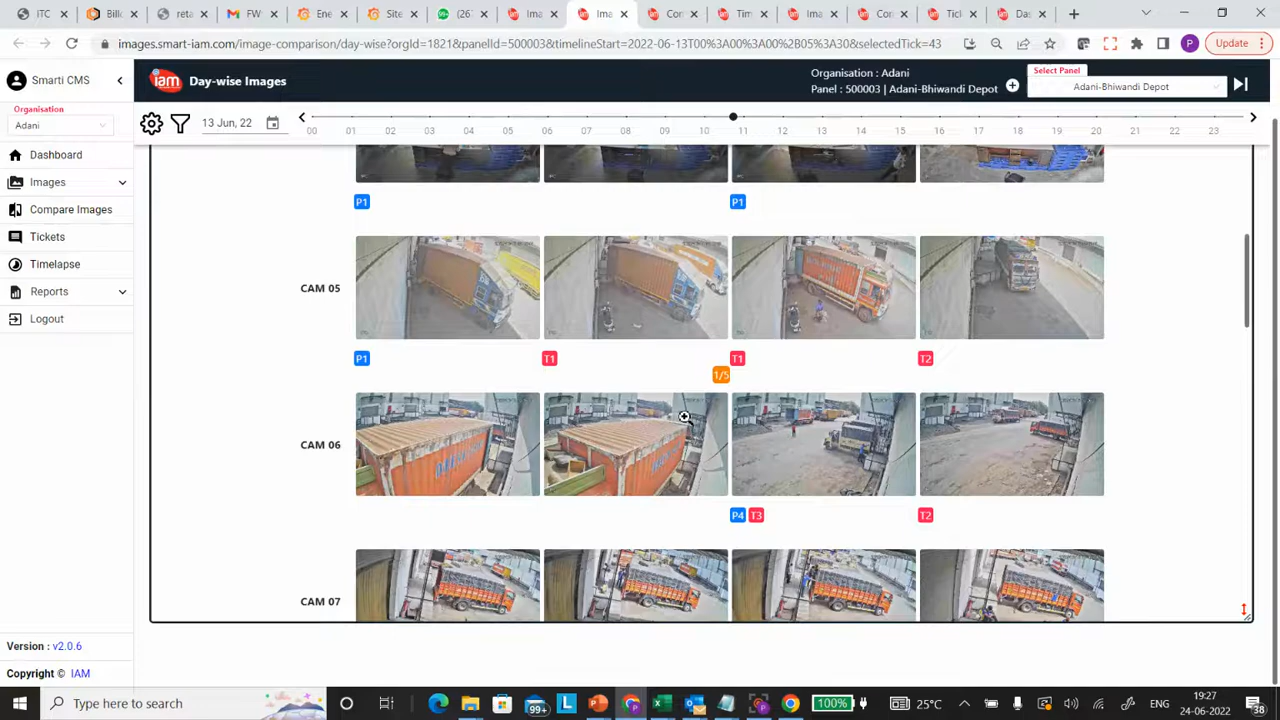 ITC
Bilk
reta
FW
Ene
Site
(26
Ima
Ima
Cor
Tim
Ima
Cor
Tick
Das
images.smart-iam.com/image-comparison/day-wise?orgId=1821&panelId=500003&timelineStart=2022-06-13T00%3A00%3A00%2B05%3A30&selectedTick=43
P
Update
Smarti CMS
iam
Day-wise Images
Organisation : Adani
Panel : 500003 | Adani-Bhiwandi Depot
Select Panel
Adani-Bhiwandi Depot
Organisation
Adani
13 Jun, 22
00 01 02 03 04 05 06 07 08 09 10 11 12 13 14 15 16 17 18 19 20 21 22 23
Dashboard
Images
Compare Images
Tickets
Timelapse
Reports
Logout
P1
P1
CAM 05
P1
T1
T1
T2
1/5
CAM 06
P4 T3
T2
CAM 07
Version : v2.0.6
Copyright © IAM
Type here to search
99+
100%
25°C
ENG
19:27
24-06-2022
38